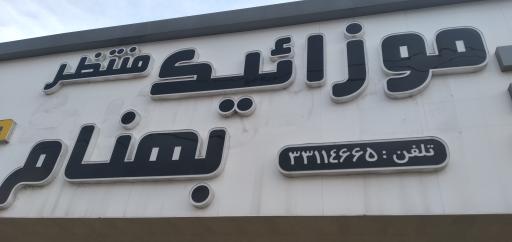 موزائیک منتظر
بهنام
تلفن : ۳۳۱۱۴۶۶۵